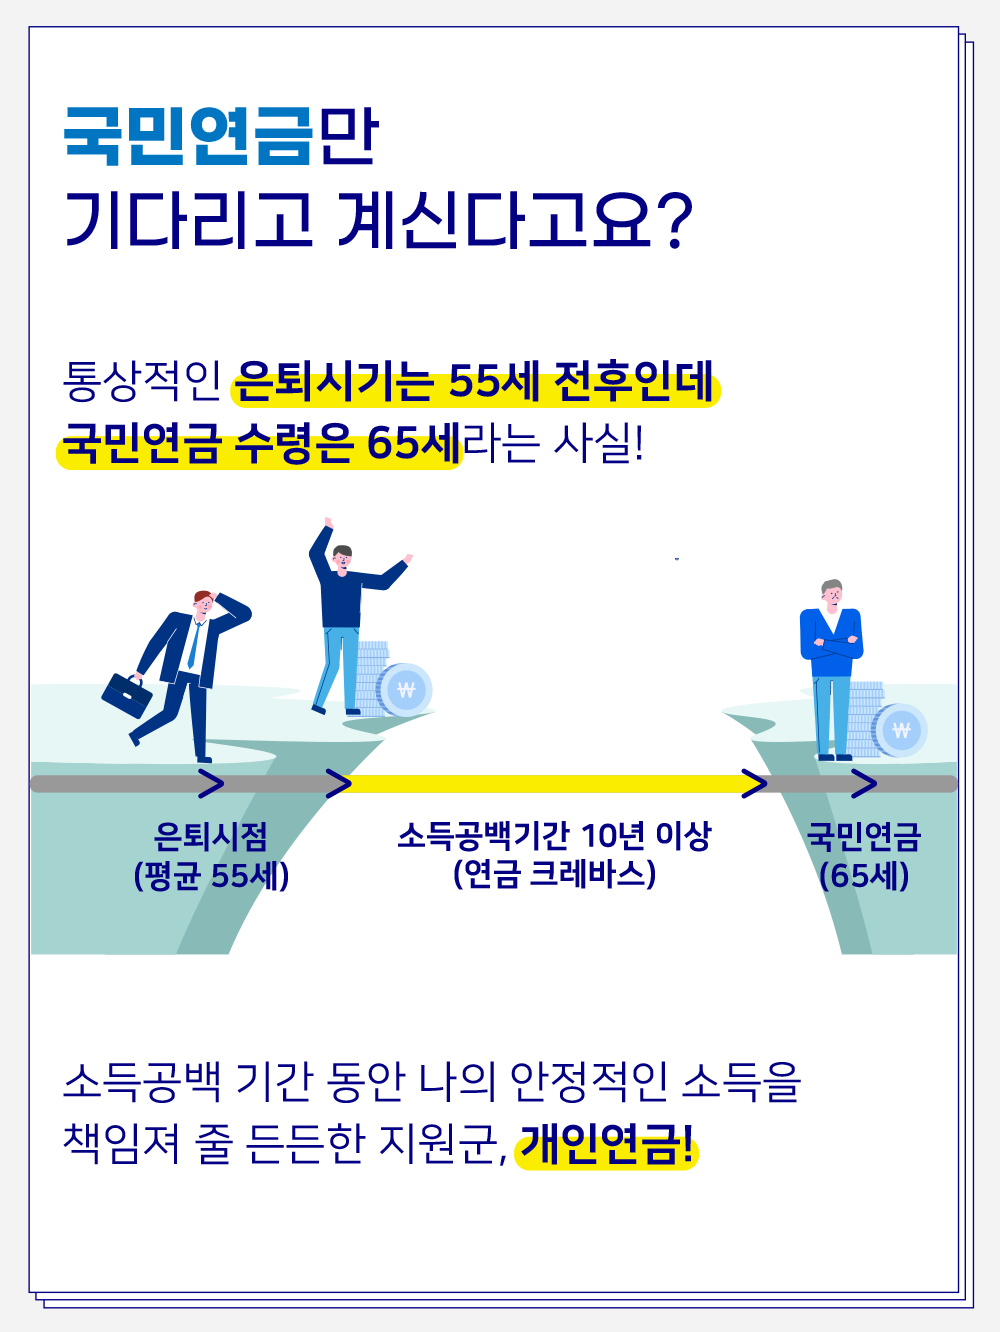 국민연금만
기다리고 계신다고요?
통상적인 은퇴시기는 55세 전후인데
국민연금 수령은 65세라는 사실!
₩
₩
은퇴시점
(평균 55세)
소득공백기간 10년 이상
(연금 크레바스)
국민연금
(65세)
소득공백 기간 동안 나의 안정적인 소득을
책임져 줄 든든한 지원군, 개인연금!